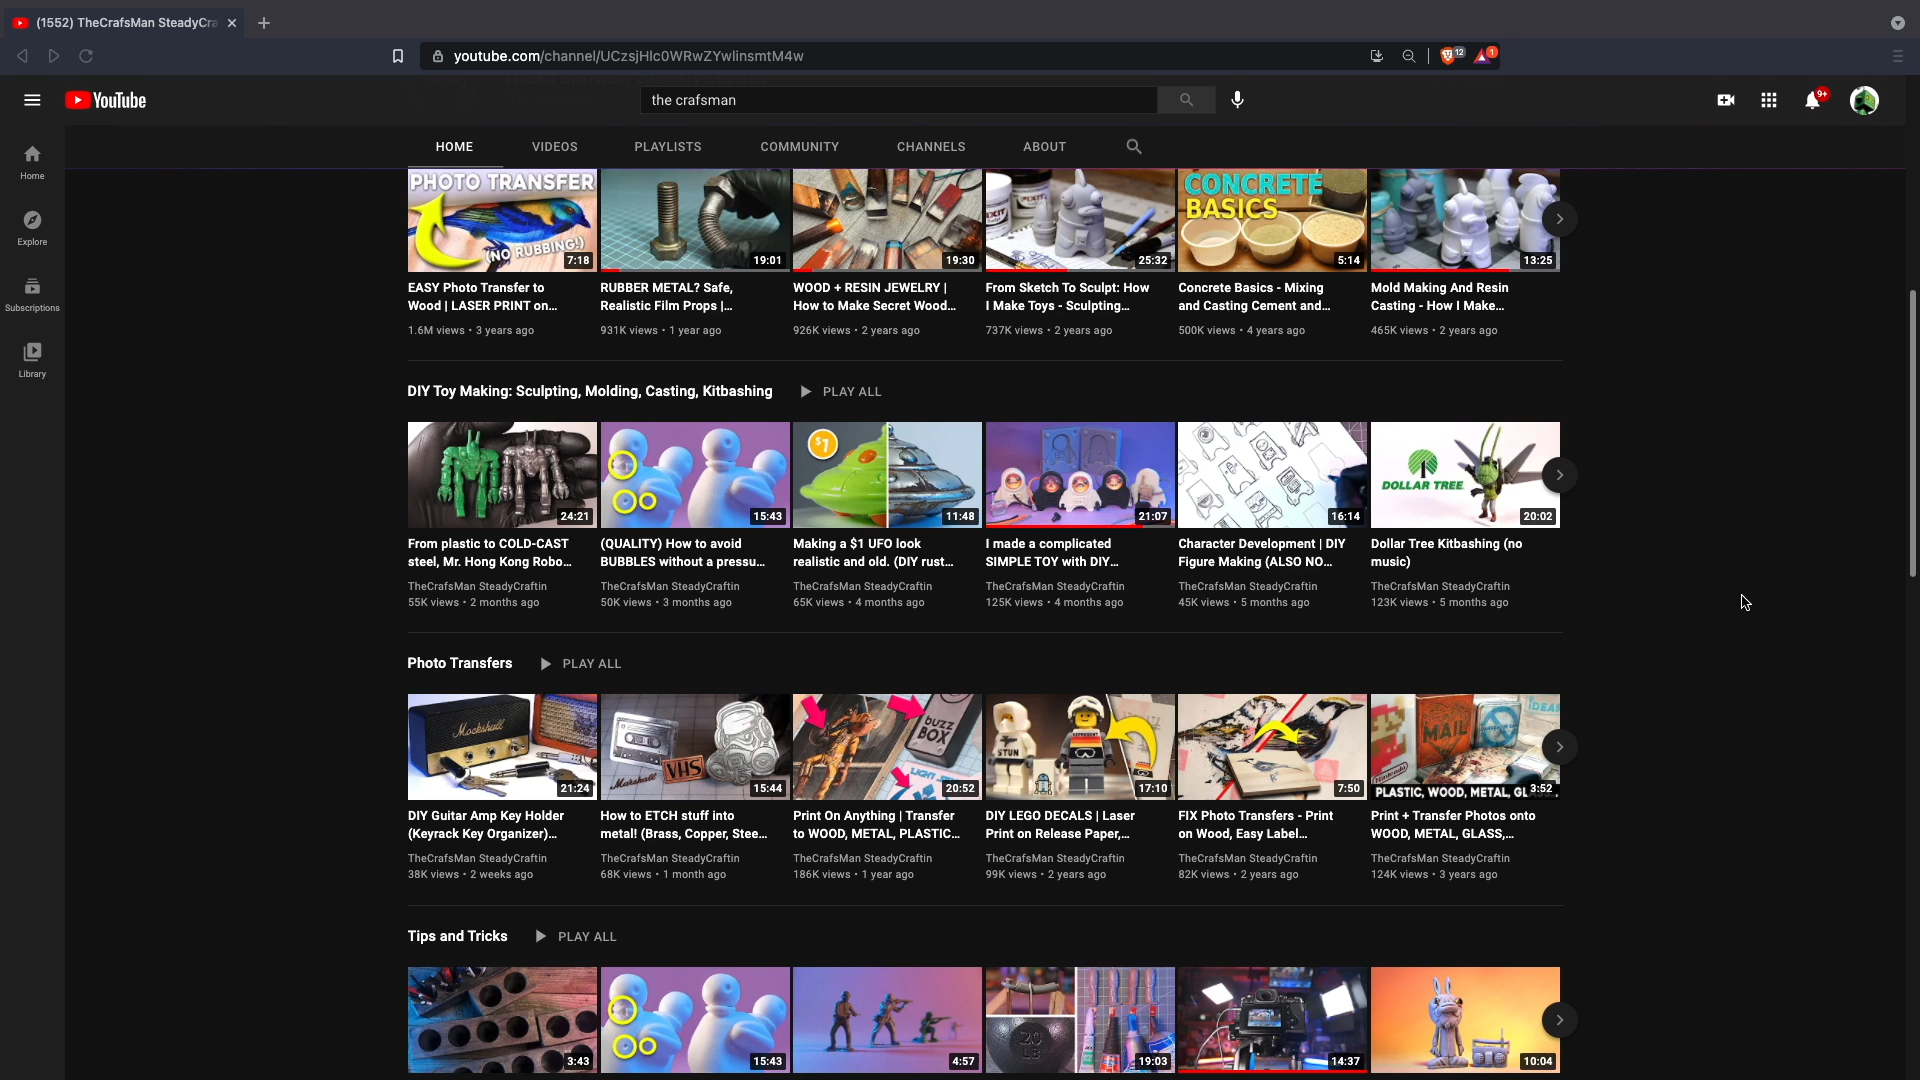 (1552) TheCrafsMan SteadyCra
youtube.com/channel/UCzsjHlc0WRwZYwlinsmtM4w
12
1
YouTube
the crafsman
9+
HOME
VIDEOS
PLAYLISTS
COMMUNITY
CHANNELS
ABOUT
Home
Explore
Subscriptions
Library
PHOTO TRANSFER
(NO RUBBING!)
7:18
19:01
19:30
25:32
CONCRETE
BASICS
5:14
13:25
EASY Photo Transfer to
Wood | LASER PRINT on...
1.6M views • 3 years ago
RUBBER METAL? Safe,
Realistic Film Props |...
931K views • 1 year ago
WOOD + RESIN JEWELRY |
How to Make Secret Wood...
926K views • 2 years ago
From Sketch To Sculpt: How
I Make Toys - Sculpting...
737K views • 2 years ago
Concrete Basics - Mixing
and Casting Cement and...
500K views • 4 years ago
Mold Making And Resin
Casting - How I Make...
465K views • 2 years ago
DIY Toy Making: Sculpting, Molding, Casting, Kitbashing
PLAY ALL
24:21
15:43
$1
11:48
21:07
16:14
DOLLAR TREE
20:02
From plastic to COLD-CAST
steel, Mr. Hong Kong Robo...
TheCrafsMan SteadyCraftin
55K views • 2 months ago
(QUALITY) How to avoid
BUBBLES without a pressu...
TheCrafsMan SteadyCraftin
50K views • 3 months ago
Making a $1 UFO look
realistic and old. (DIY rust...
TheCrafsMan SteadyCraftin
65K views • 4 months ago
I made a complicated
SIMPLE TOY with DIY...
TheCrafsMan SteadyCraftin
125K views • 4 months ago
Character Development | DIY
Figure Making (ALSO NO...
TheCrafsMan SteadyCraftin
45K views • 5 months ago
Dollar Tree Kitbashing (no
music)
TheCrafsMan SteadyCraftin
123K views • 5 months ago
Photo Transfers
PLAY ALL
Mockshall
21:24
Marshall
VHS
15:44
BUZZ
BOX
20:52
STUN
17:10
7:50
MAIL
Nintendo
PLASTIC, WOOD, METAL, GL
3:52
DIY Guitar Amp Key Holder
(Keyrack Key Organizer)...
TheCrafsMan SteadyCraftin
38K views • 2 weeks ago
How to ETCH stuff into
metal! (Brass, Copper, Stee...
TheCrafsMan SteadyCraftin
68K views • 1 month ago
Print On Anything | Transfer
to WOOD, METAL, PLASTIC...
TheCrafsMan SteadyCraftin
186K views • 1 year ago
DIY LEGO DECALS | Laser
Print on Release Paper,...
TheCrafsMan SteadyCraftin
99K views • 2 years ago
FIX Photo Transfers - Print
on Wood, Easy Label...
TheCrafsMan SteadyCraftin
82K views • 2 years ago
Print + Transfer Photos onto
WOOD, METAL, GLASS,...
TheCrafsMan SteadyCraftin
124K views • 3 years ago
Tips and Tricks
PLAY ALL
3:43
15:43
4:57
20
LB
19:03
14:37
10:04